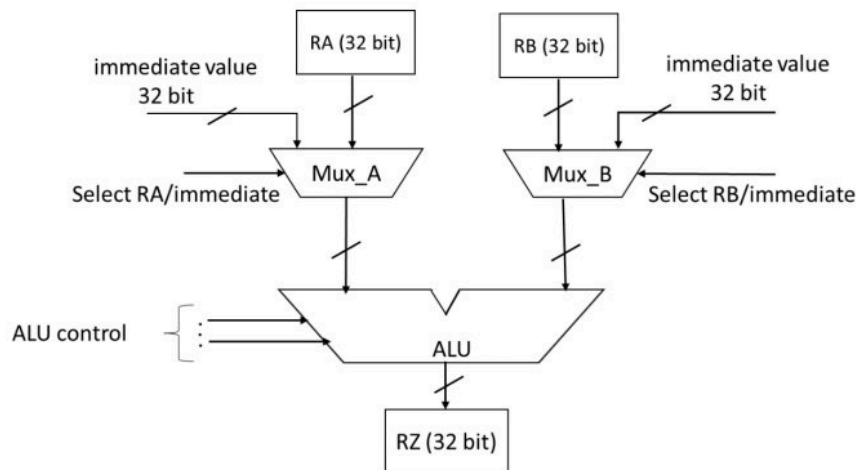 RA (32 bit)
RB (32 bit)
immediate value
32 bit
immediate value
32 bit
Mux_A
Mux_B
Select RA/immediate
Select RB/immediate
ALU control
ALU
RZ (32 bit)